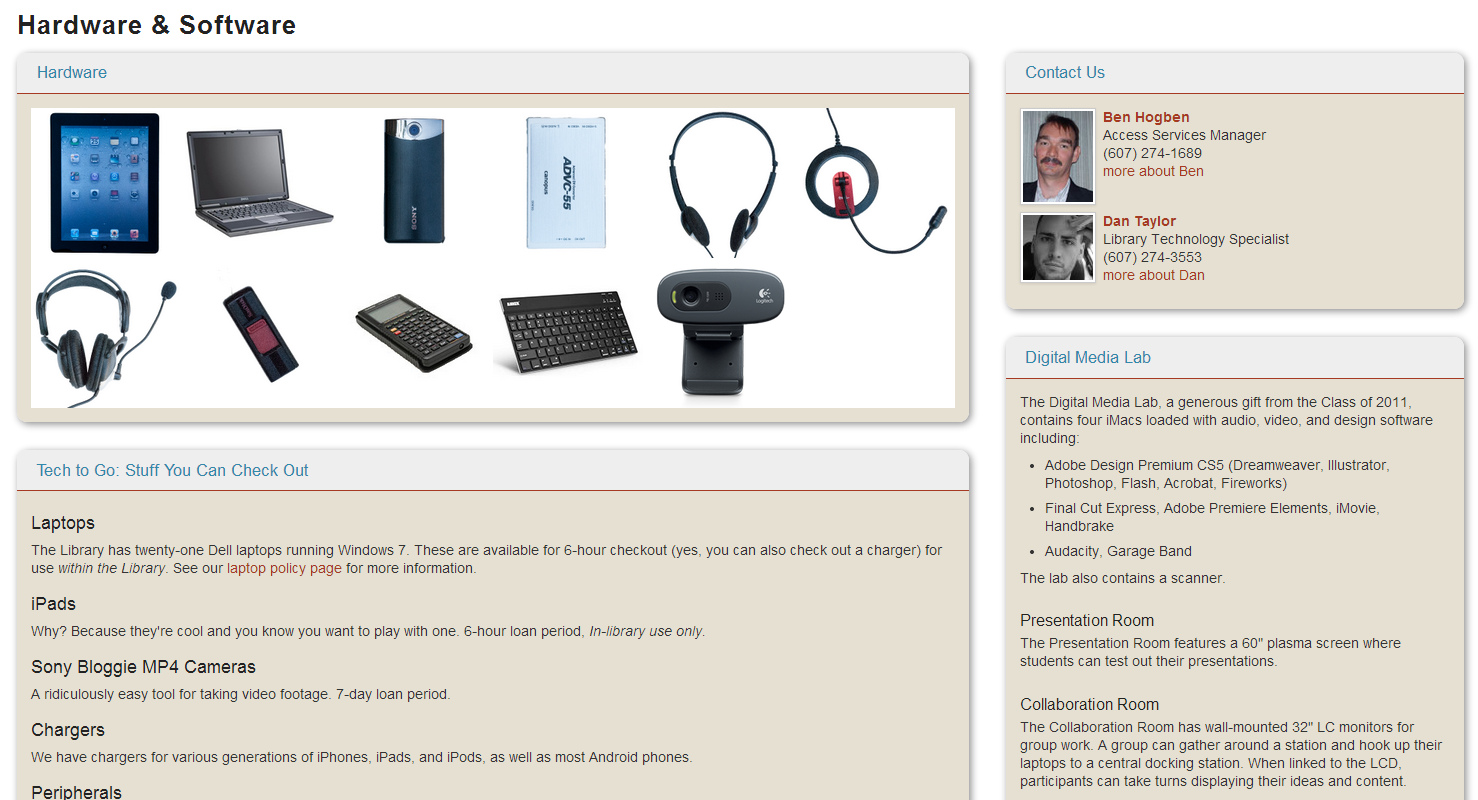 Hardware & Software
Hardware
SONY
canopus
ADVC-55
Logitech
Tech to Go: Stuff You Can Check Out
Laptops
The Library has twenty-one Dell laptops running Windows 7. These are available for 6-hour checkout (yes, you can also check out a charger) for
use within the Library. See our laptop policy page for more information.
iPads
Why? Because they're cool and you know you want to play with one. 6-hour loan period, In-library use only.
Sony Bloggie MP4 Cameras
A ridiculously easy tool for taking video footage. 7-day loan period.
Chargers
We have chargers for various generations of iPhones, iPads, and iPods, as well as most Android phones.
Peripherals
Contact Us
Ben Hogben
Access Services Manager
(607) 274-1689
more about Ben
Dan Taylor
Library Technology Specialist
(607) 274-3553
more about Dan
Digital Media Lab
The Digital Media Lab, a generous gift from the Class of 2011,
contains four iMacs loaded with audio, video, and design software
including:
• Adobe Design Premium CS5 (Dreamweaver, Illustrator,
Photoshop, Flash, Acrobat, Fireworks)
• Final Cut Express, Adobe Premiere Elements, iMovie,
Handbrake
• Audacity, Garage Band
The lab also contains a scanner.
Presentation Room
The Presentation Room features a 60" plasma screen where
students can test out their presentations.
Collaboration Room
The Collaboration Room has wall-mounted 32" LC monitors for
group work. A group can gather around a station and hook up their
laptops to a central docking station. When linked to the LCD,
participants can take turns displaying their ideas and content.